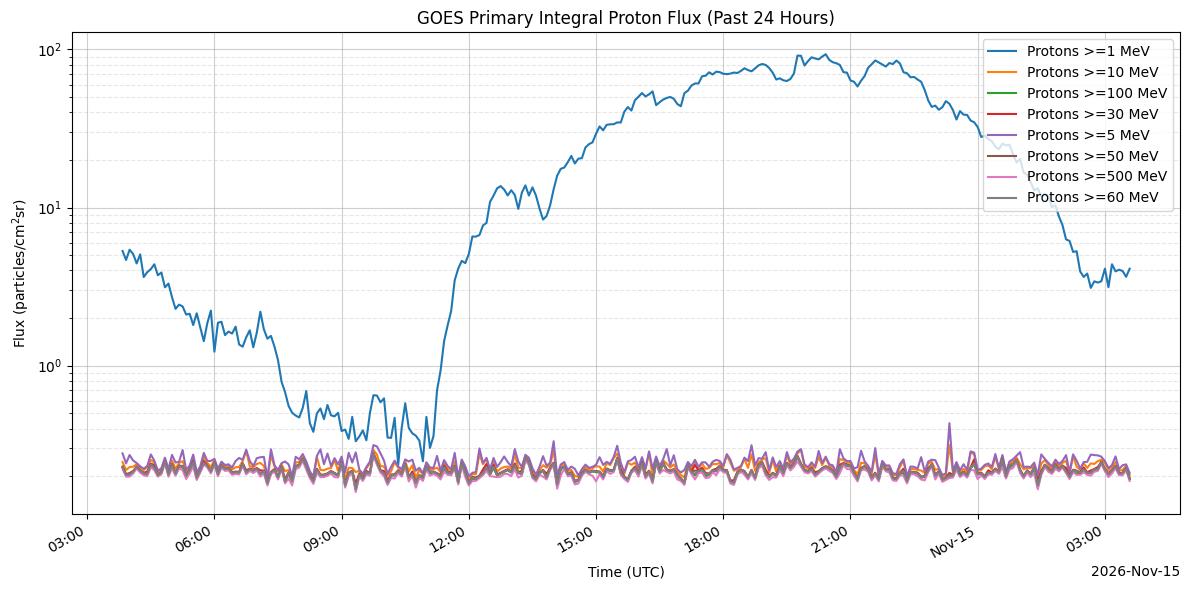 GOES Primary Integral Proton Flux (Past 24 Hours)
Flux (particles/cm²sr)
10²
10¹
10⁰
Protons >=1 MeV
Protons >=10 MeV
Protons >=100 MeV
Protons >=30 MeV
Protons >=5 MeV
Protons >=50 MeV
Protons >=500 MeV
Protons >=60 MeV
03:00
06:00
09:00
12:00
15:00
18:00
21:00
Nov-15
03:00
Time (UTC)
2026-Nov-15